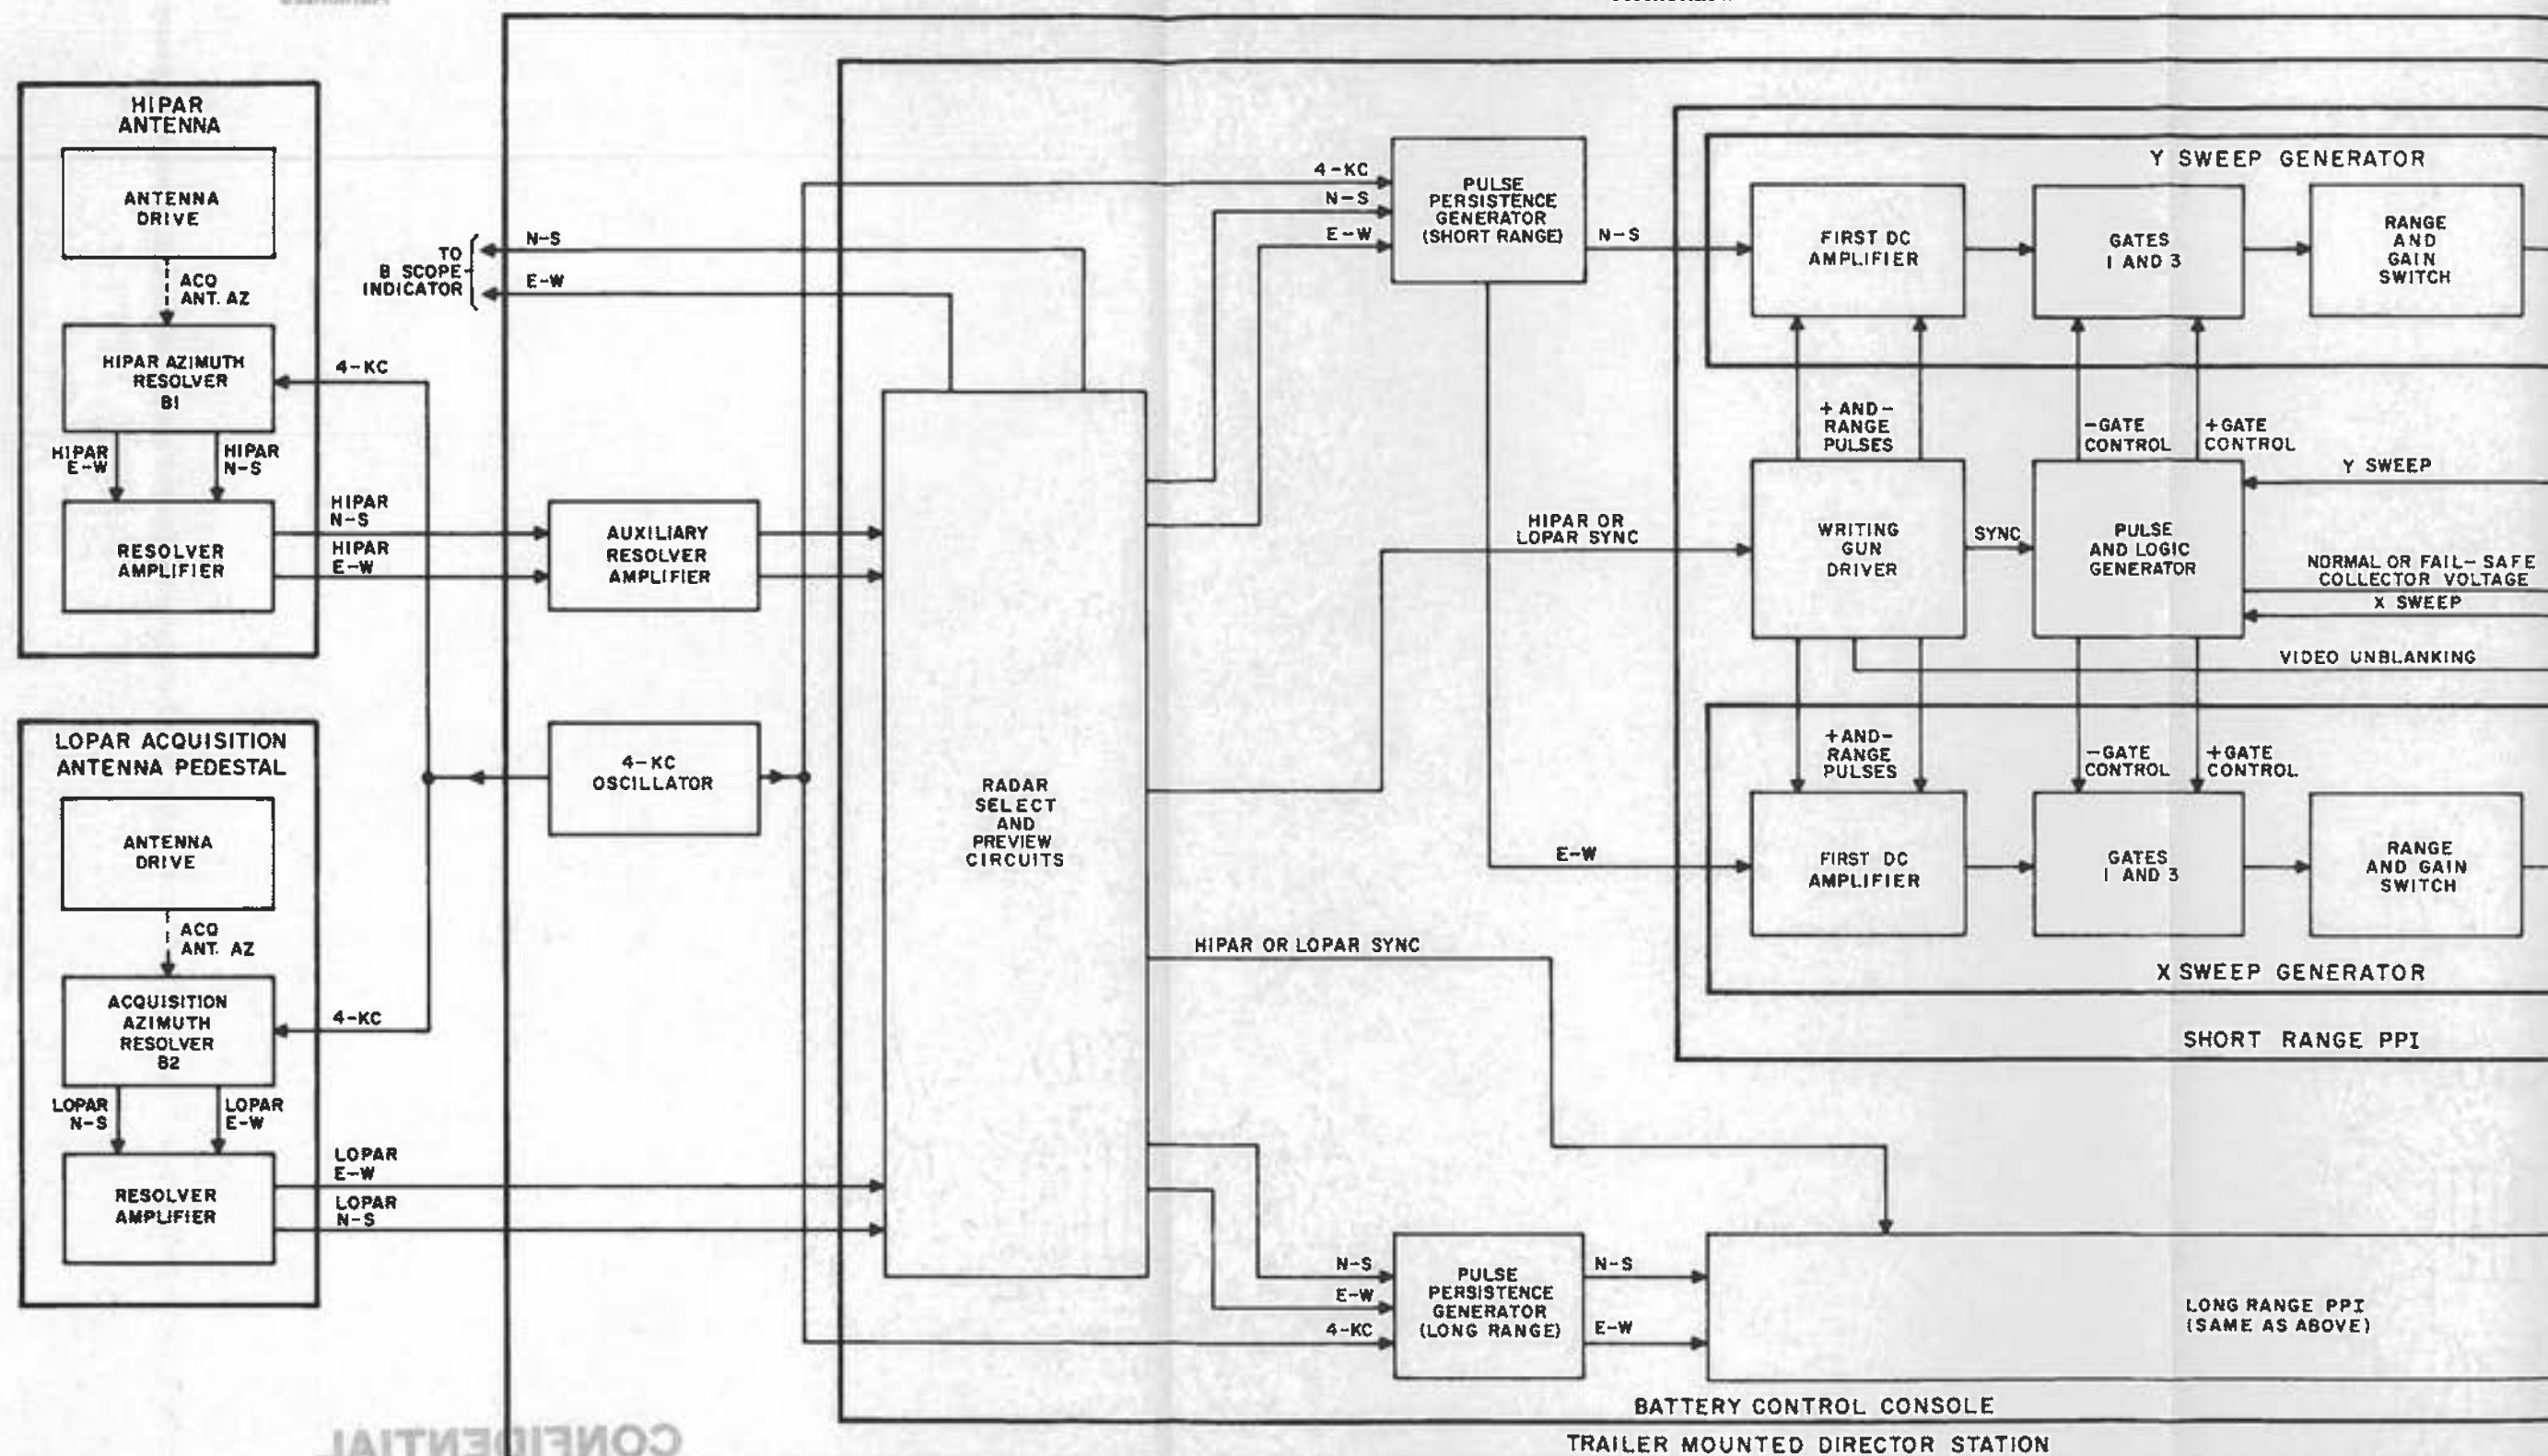 HIPAR
ANTENNA
ANTENNA
DRIVE
ACQ
ANT. AZ
HIPAR AZIMUTH
RESOLVER
B1
4-KC
HIPAR
E-W
HIPAR
N-S
RESOLVER
AMPLIFIER
HIPAR
N-S
HIPAR
E-W
LOPAR ACQUISITION
ANTENNA PEDESTAL
ANTENNA
DRIVE
ACQ
ANT. AZ
ACQUISITION
AZIMUTH
RESOLVER
B2
4-KC
LOPAR
N-S
LOPAR
E-W
RESOLVER
AMPLIFIER
LOPAR
E-W
LOPAR
N-S
TO
B SCOPE
INDICATOR
N-S
E-W
AUXILIARY
RESOLVER
AMPLIFIER
4-KC
OSCILLATOR
RADAR
SELECT
AND
PREVIEW
CIRCUITS
4-KC
N-S
E-W
PULSE
PERSISTENCE
GENERATOR
(SHORT RANGE)
N-S
HIPAR OR
LOPAR SYNC
E-W
HIPAR OR LOPAR SYNC
N-S
E-W
4-KC
PULSE
PERSISTENCE
GENERATOR
(LONG RANGE)
N-S
E-W
Y SWEEP GENERATOR
FIRST DC
AMPLIFIER
GATES
1 AND 3
RANGE
AND
GAIN
SWITCH
+ AND -
RANGE
PULSES
-GATE
CONTROL
+GATE
CONTROL
Y SWEEP
WRITING
GUN
DRIVER
SYNC
PULSE
AND LOGIC
GENERATOR
NORMAL OR FAIL-SAFE
COLLECTOR VOLTAGE
X SWEEP
VIDEO UNBLANKING
+AND-
RANGE
PULSES
-GATE
CONTROL
+GATE
CONTROL
FIRST DC
AMPLIFIER
GATES
1 AND 3
RANGE
AND GAIN
SWITCH
X SWEEP GENERATOR
SHORT RANGE PPI
LONG RANGE PPI
(SAME AS ABOVE)
BATTERY CONTROL CONSOLE
TRAILER MOUNTED DIRECTOR STATION
CONFIDENTIAL